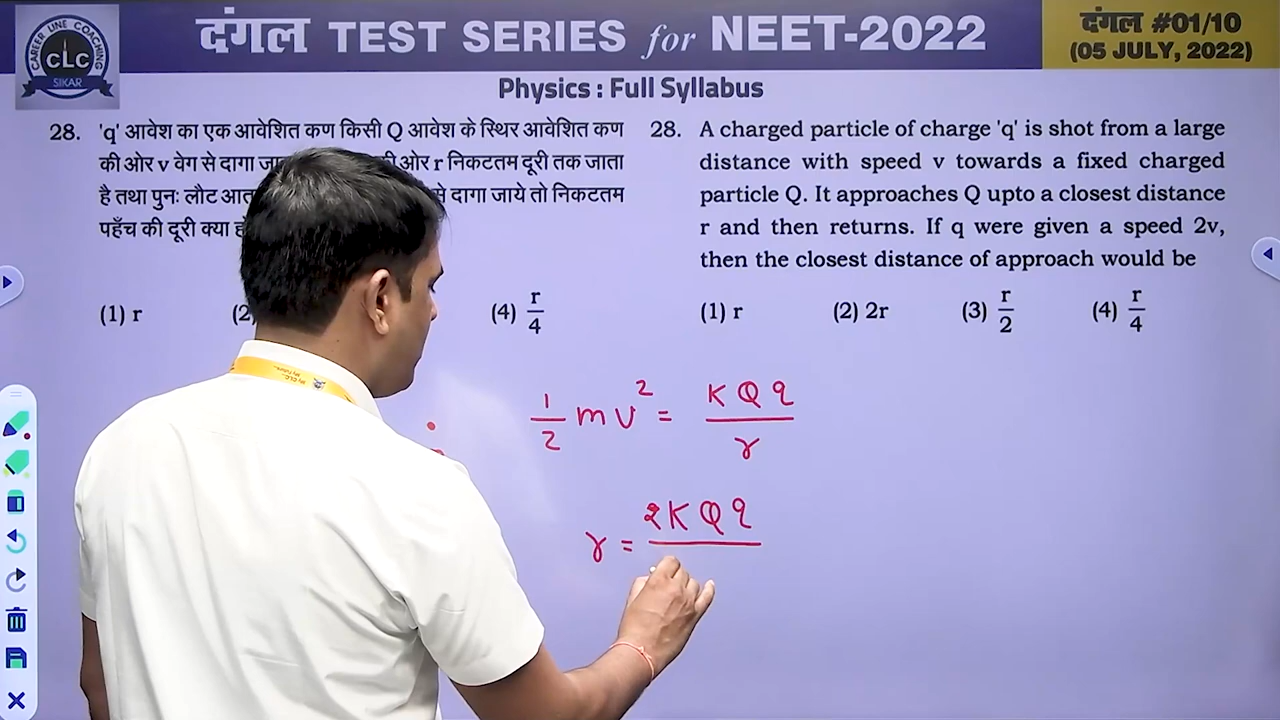 CAREER LINE COACHING
CLC
SIKAR
दंगल TEST SERIES for NEET-2022
दंगल #01/10
(05 JULY, 2022)
Physics : Full Syllabus
28. 'q' आवेश का एक आवेशित कण किसी Q आवेश के स्थिर आवेशित कण
की ओर v वेग से दागा ओर r निकटतम दूरी तक जाता
है तथा पुनः लौट से दागा जाये तो निकटतम
पहुँच की दूरी क्या
(1) r (4) r/4
28. A charged particle of charge 'q' is shot from a large
distance with speed v towards a fixed charged
particle Q. It approaches Q upto a closest distance
r and then returns. If q were given a speed 2v,
then the closest distance of approach would be
(1) r (2) 2r (3) r/2 (4) r/4
1/2 mv² = KQq/r
r = 2KQq